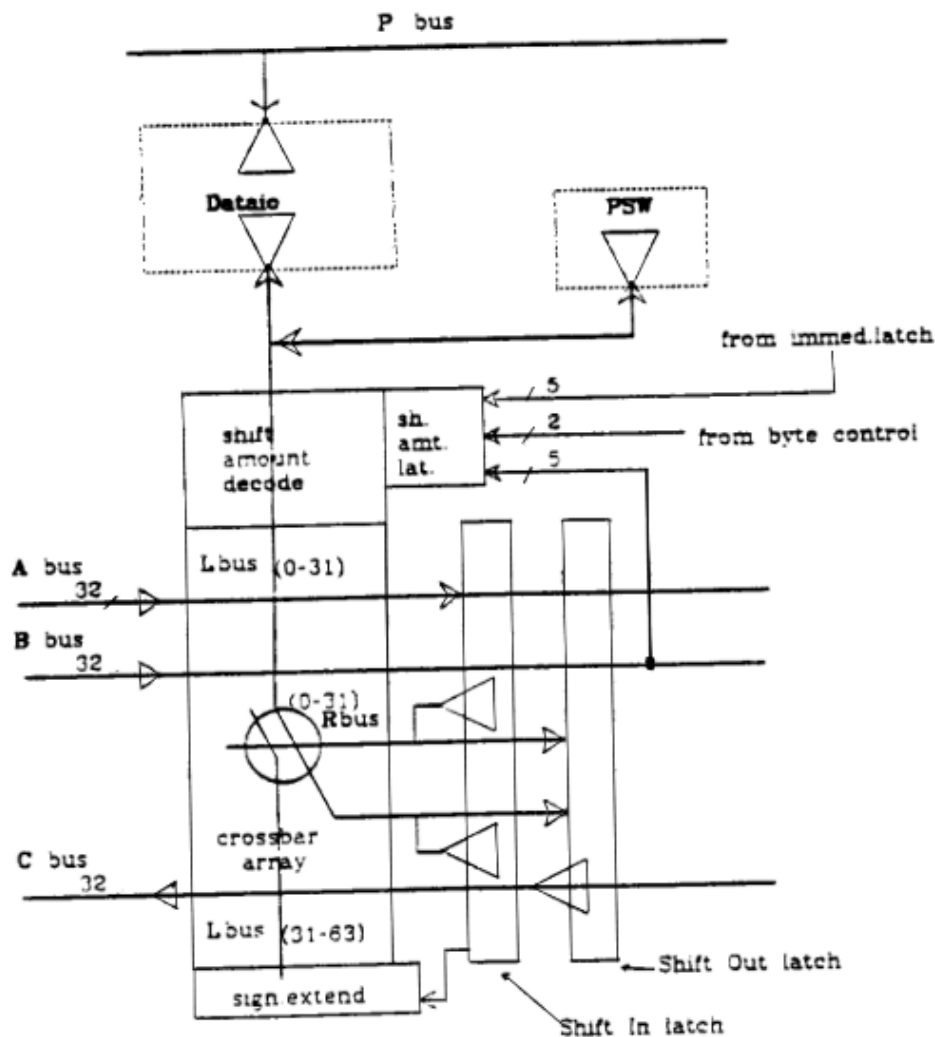 P bus
Dataio
PSW
from immed.latch
5
2
from byte control
5
sh.
amt.
lat.
shift
amount
decode
Lbus (0-31)
A bus
32
B bus
32
(0-31)
Rbus
crossbar
array
C bus
32
Lbus (31-63)
sign.extend
Shift Out latch
Shift In latch